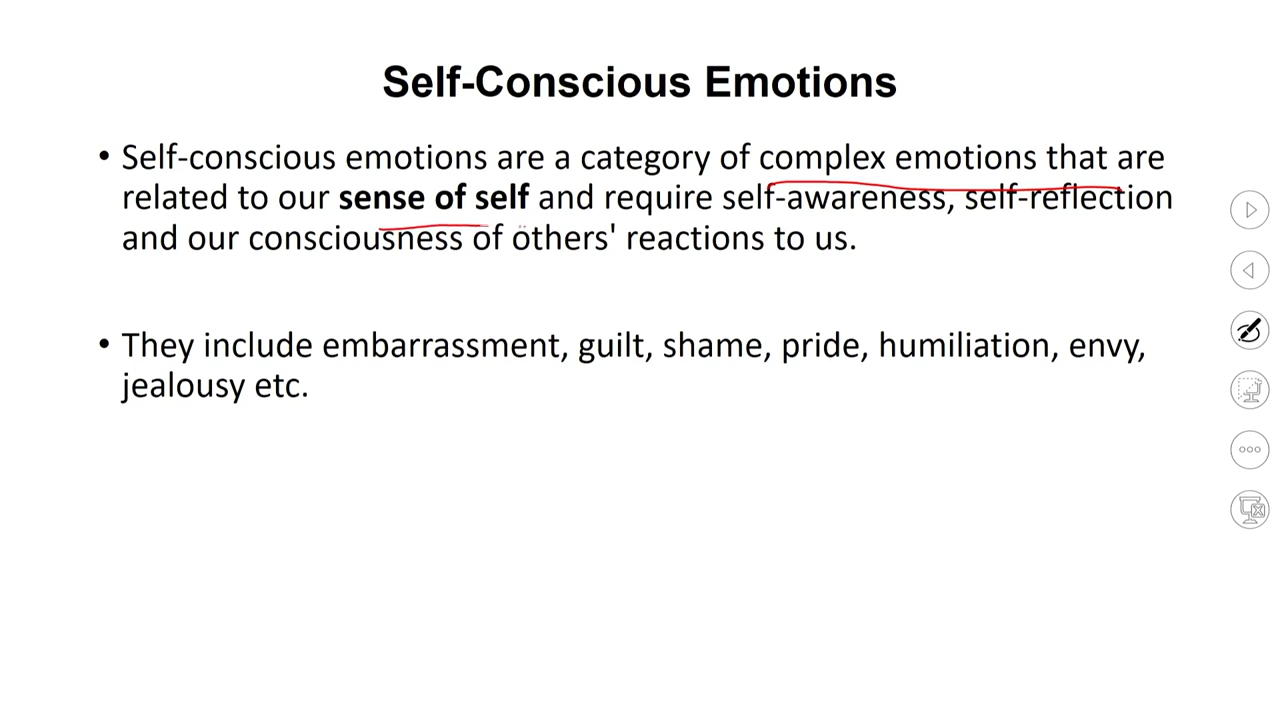 Self-Conscious Emotions
• Self-conscious emotions are a category of complex emotions that are
related to our sense of self and require self-awareness, self-reflection
and our consciousness of others' reactions to us.
• They include embarrassment, guilt, shame, pride, humiliation, envy,
jealousy etc.